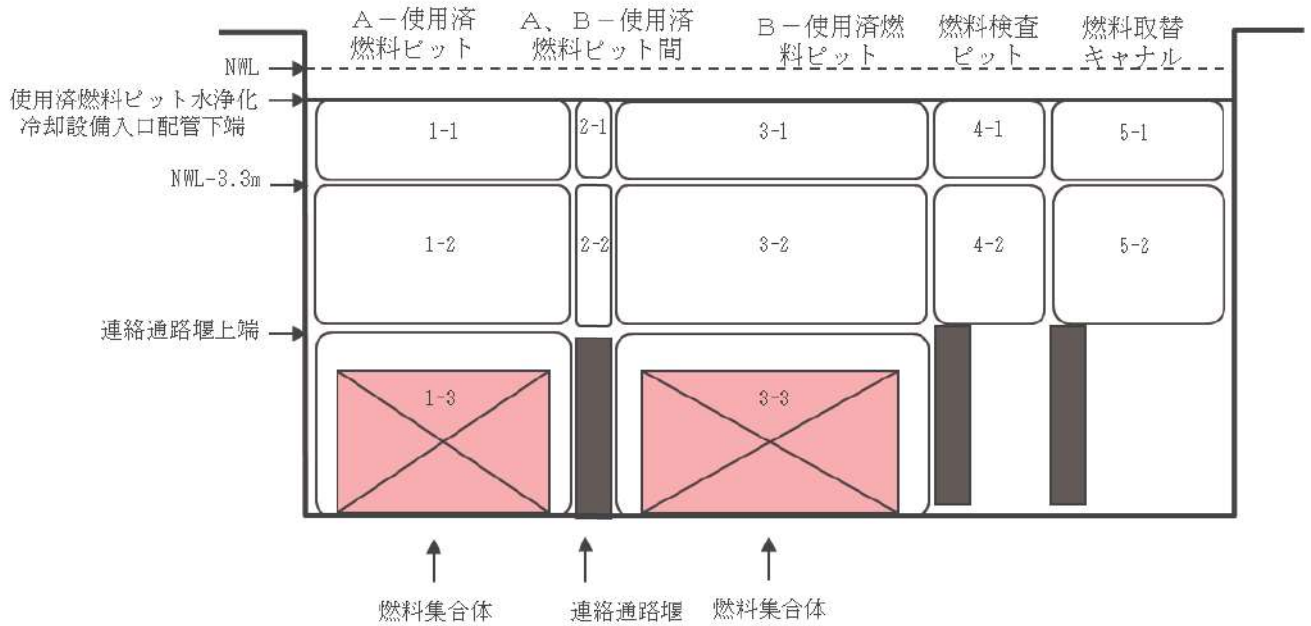 A－使用済
燃料ピット
A、B－使用済
燃料ピット間
B－使用済燃
料ピット
燃料検査
ピット
燃料取替
キャナル
NWL
使用済燃料ピット水浄化
冷却設備入口配管下端
1-1
2-1
3-1
4-1
5-1
NWL-3.3m
1-2
2-2
3-2
4-2
5-2
連絡通路堰上端
1-3
3-3
燃料集合体
連絡通路堰
燃料集合体